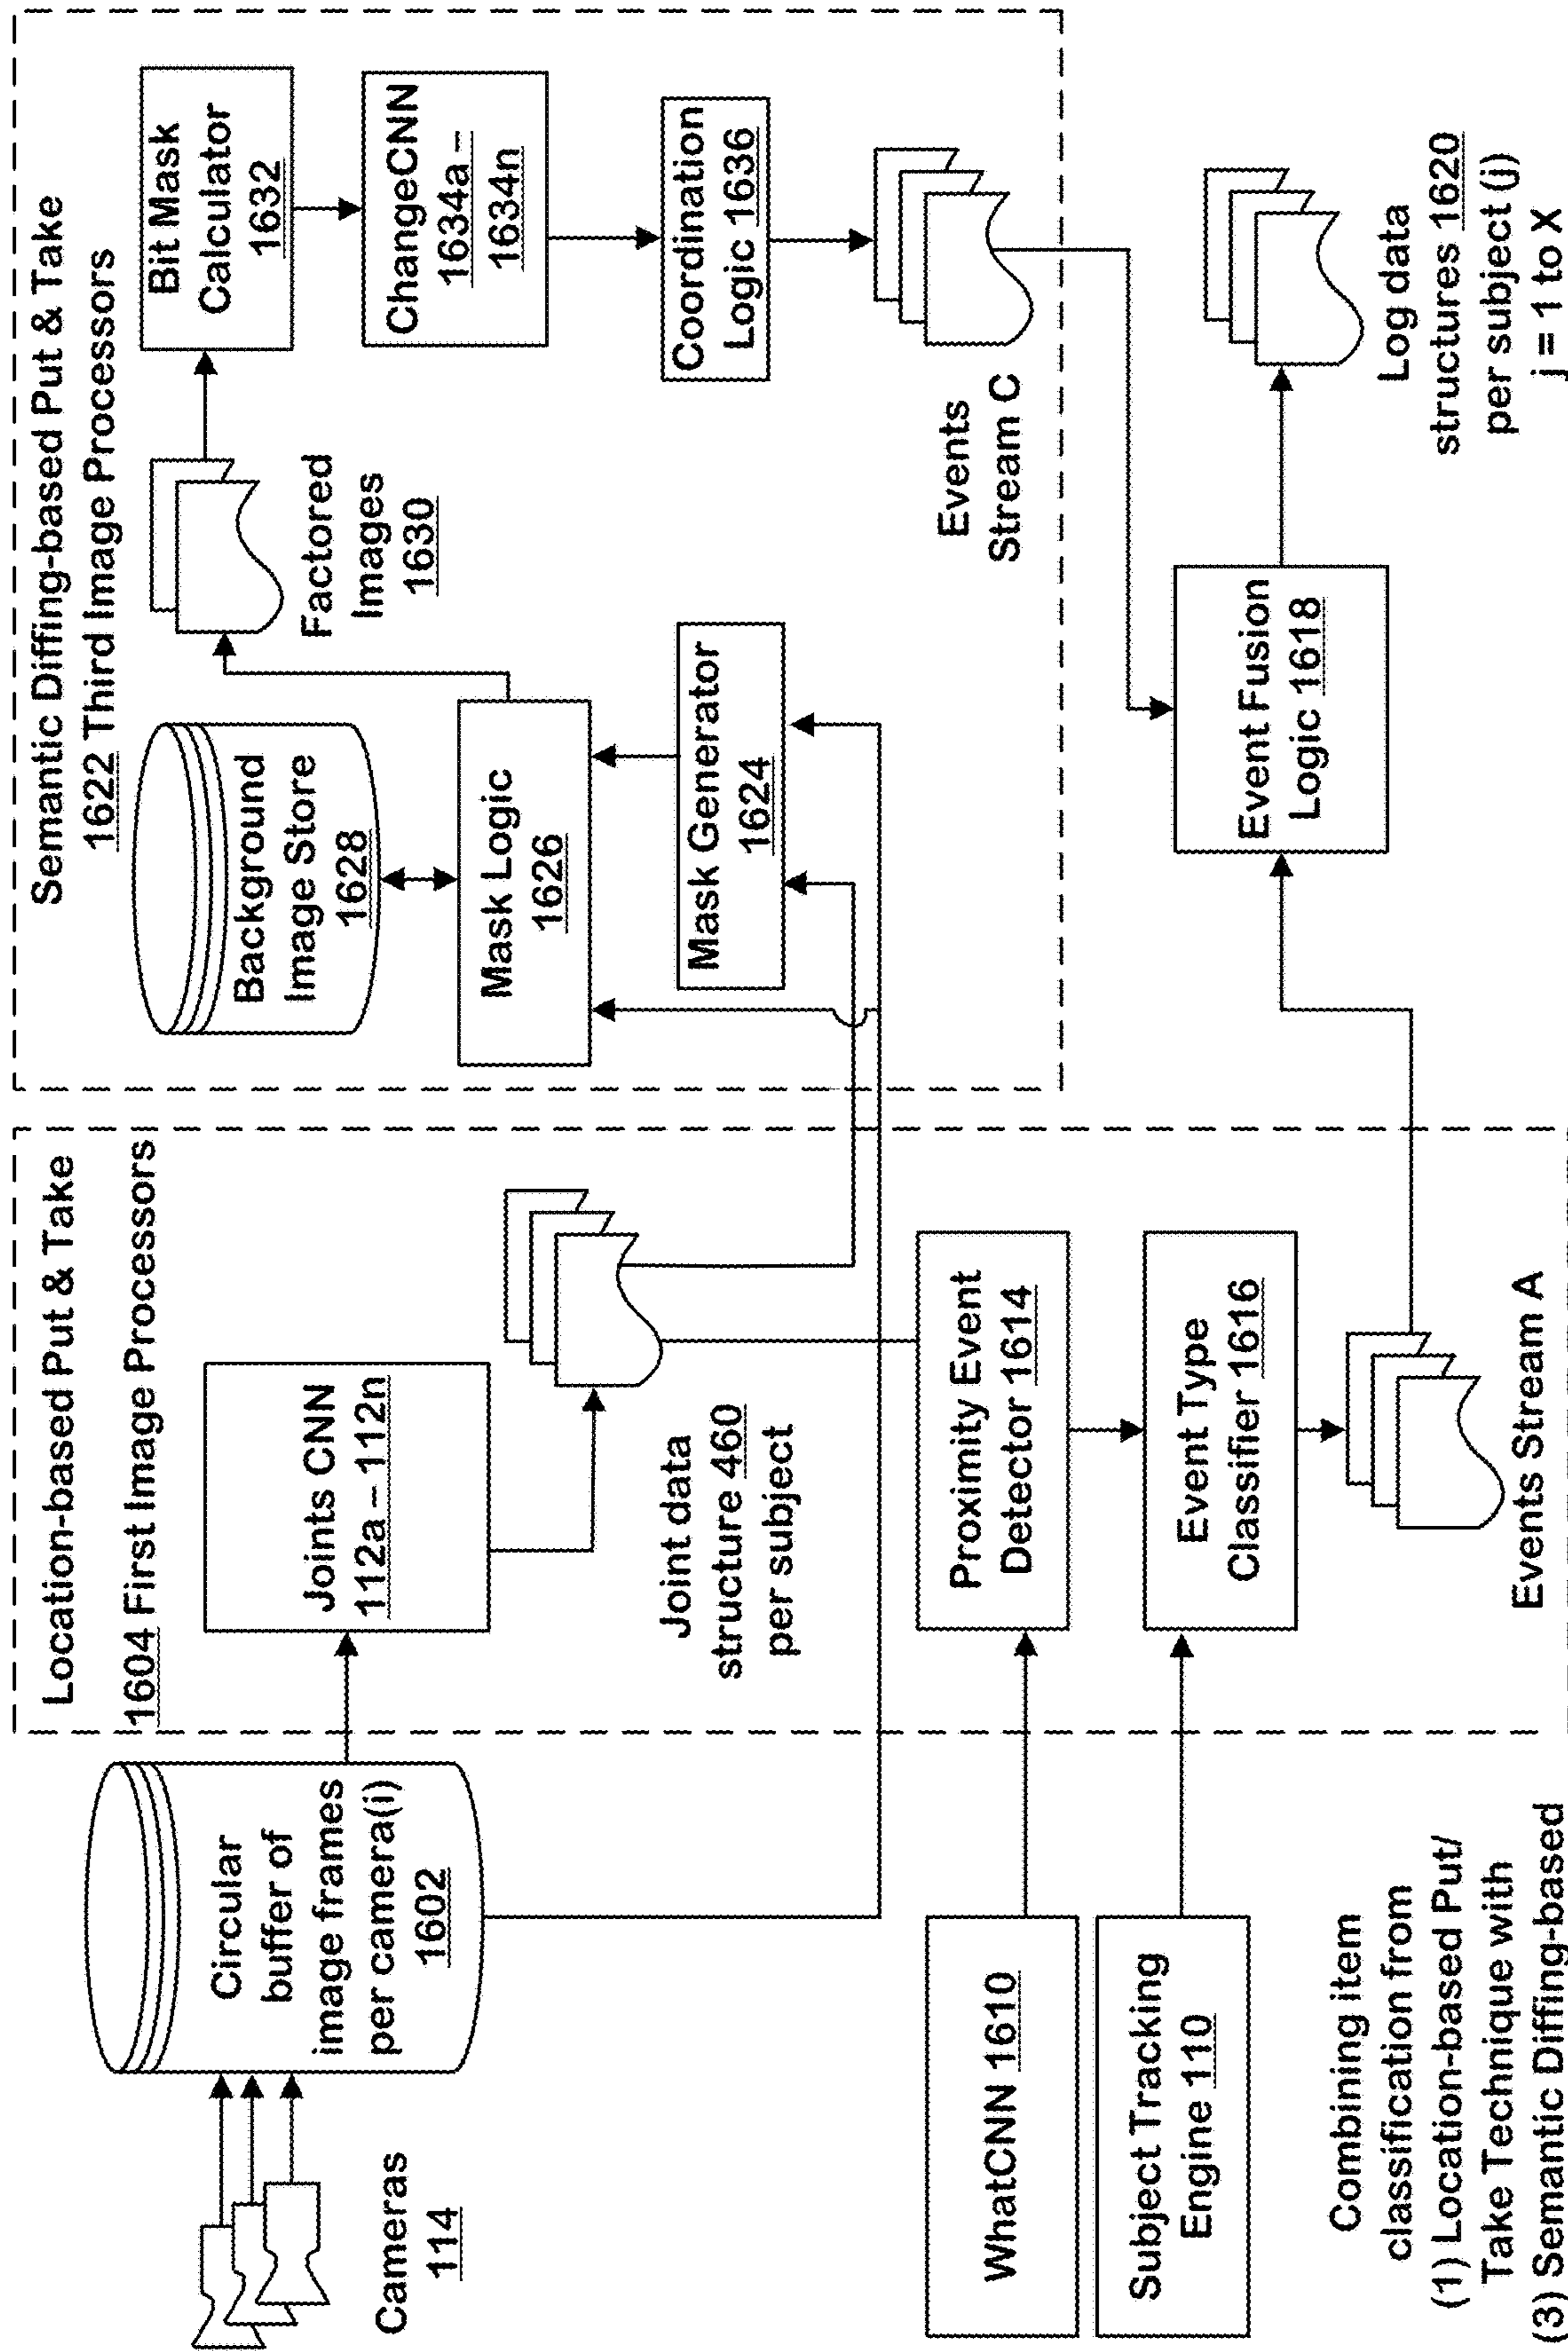 Cameras
114
Circular
buffer of
image frames
per camera(i)
1602
Location-based Put & Take
1604 First Image Processors
Joints CNN
112a – 112n
Joint data
structure 460
per subject
WhatCNN 1610
Subject Tracking
Engine 110
Proximity Event
Detector 1614
Event Type
Classifier 1616
Events Stream A
Semantic Diffing-based Put & Take
1622 Third Image Processors
Background
Image Store
1628
Mask Logic
1626
Mask Generator
1624
Factored
Images
1630
Bit Mask
Calculator
1632
ChangeCNN
1634a –
1634n
Coordination
Logic 1636
Events
Stream C
Event Fusion
Logic 1618
Log data
structures 1620
per subject (j)
j = 1 to X
Combining item
classification from
(1) Location-based Put/
Take Technique with
(3) Semantic Diffing-based